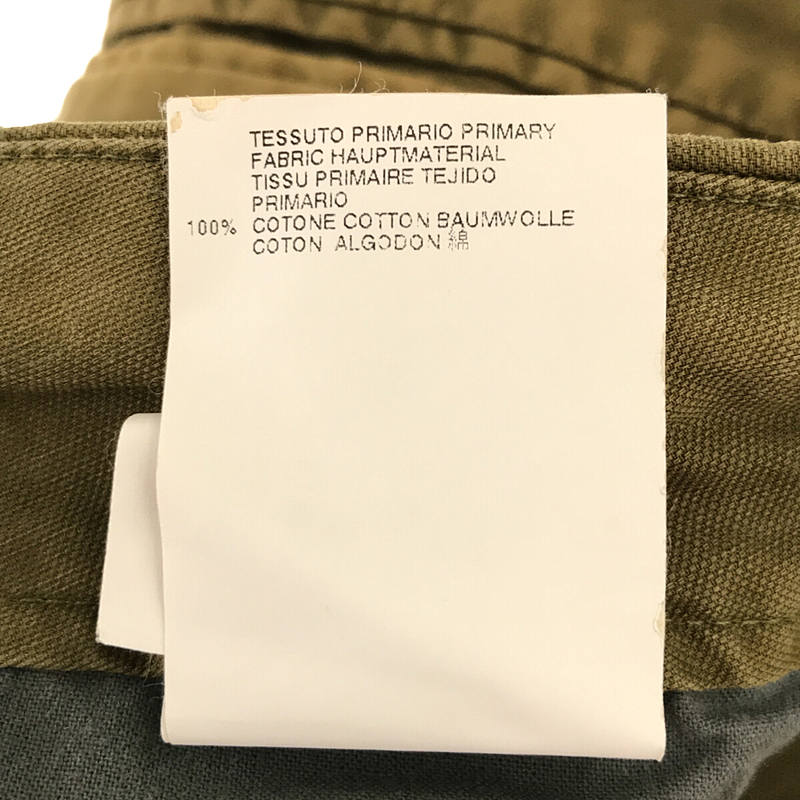 TESSUTO PRIMARIO PRIMARY
FABRIC HAUPTMATERIAL
TISSU PRIMAIRE TEJIDO
PRIMARIO
100% COTONE COTTON BAUMWOLLE
COTON ALGODON 綿